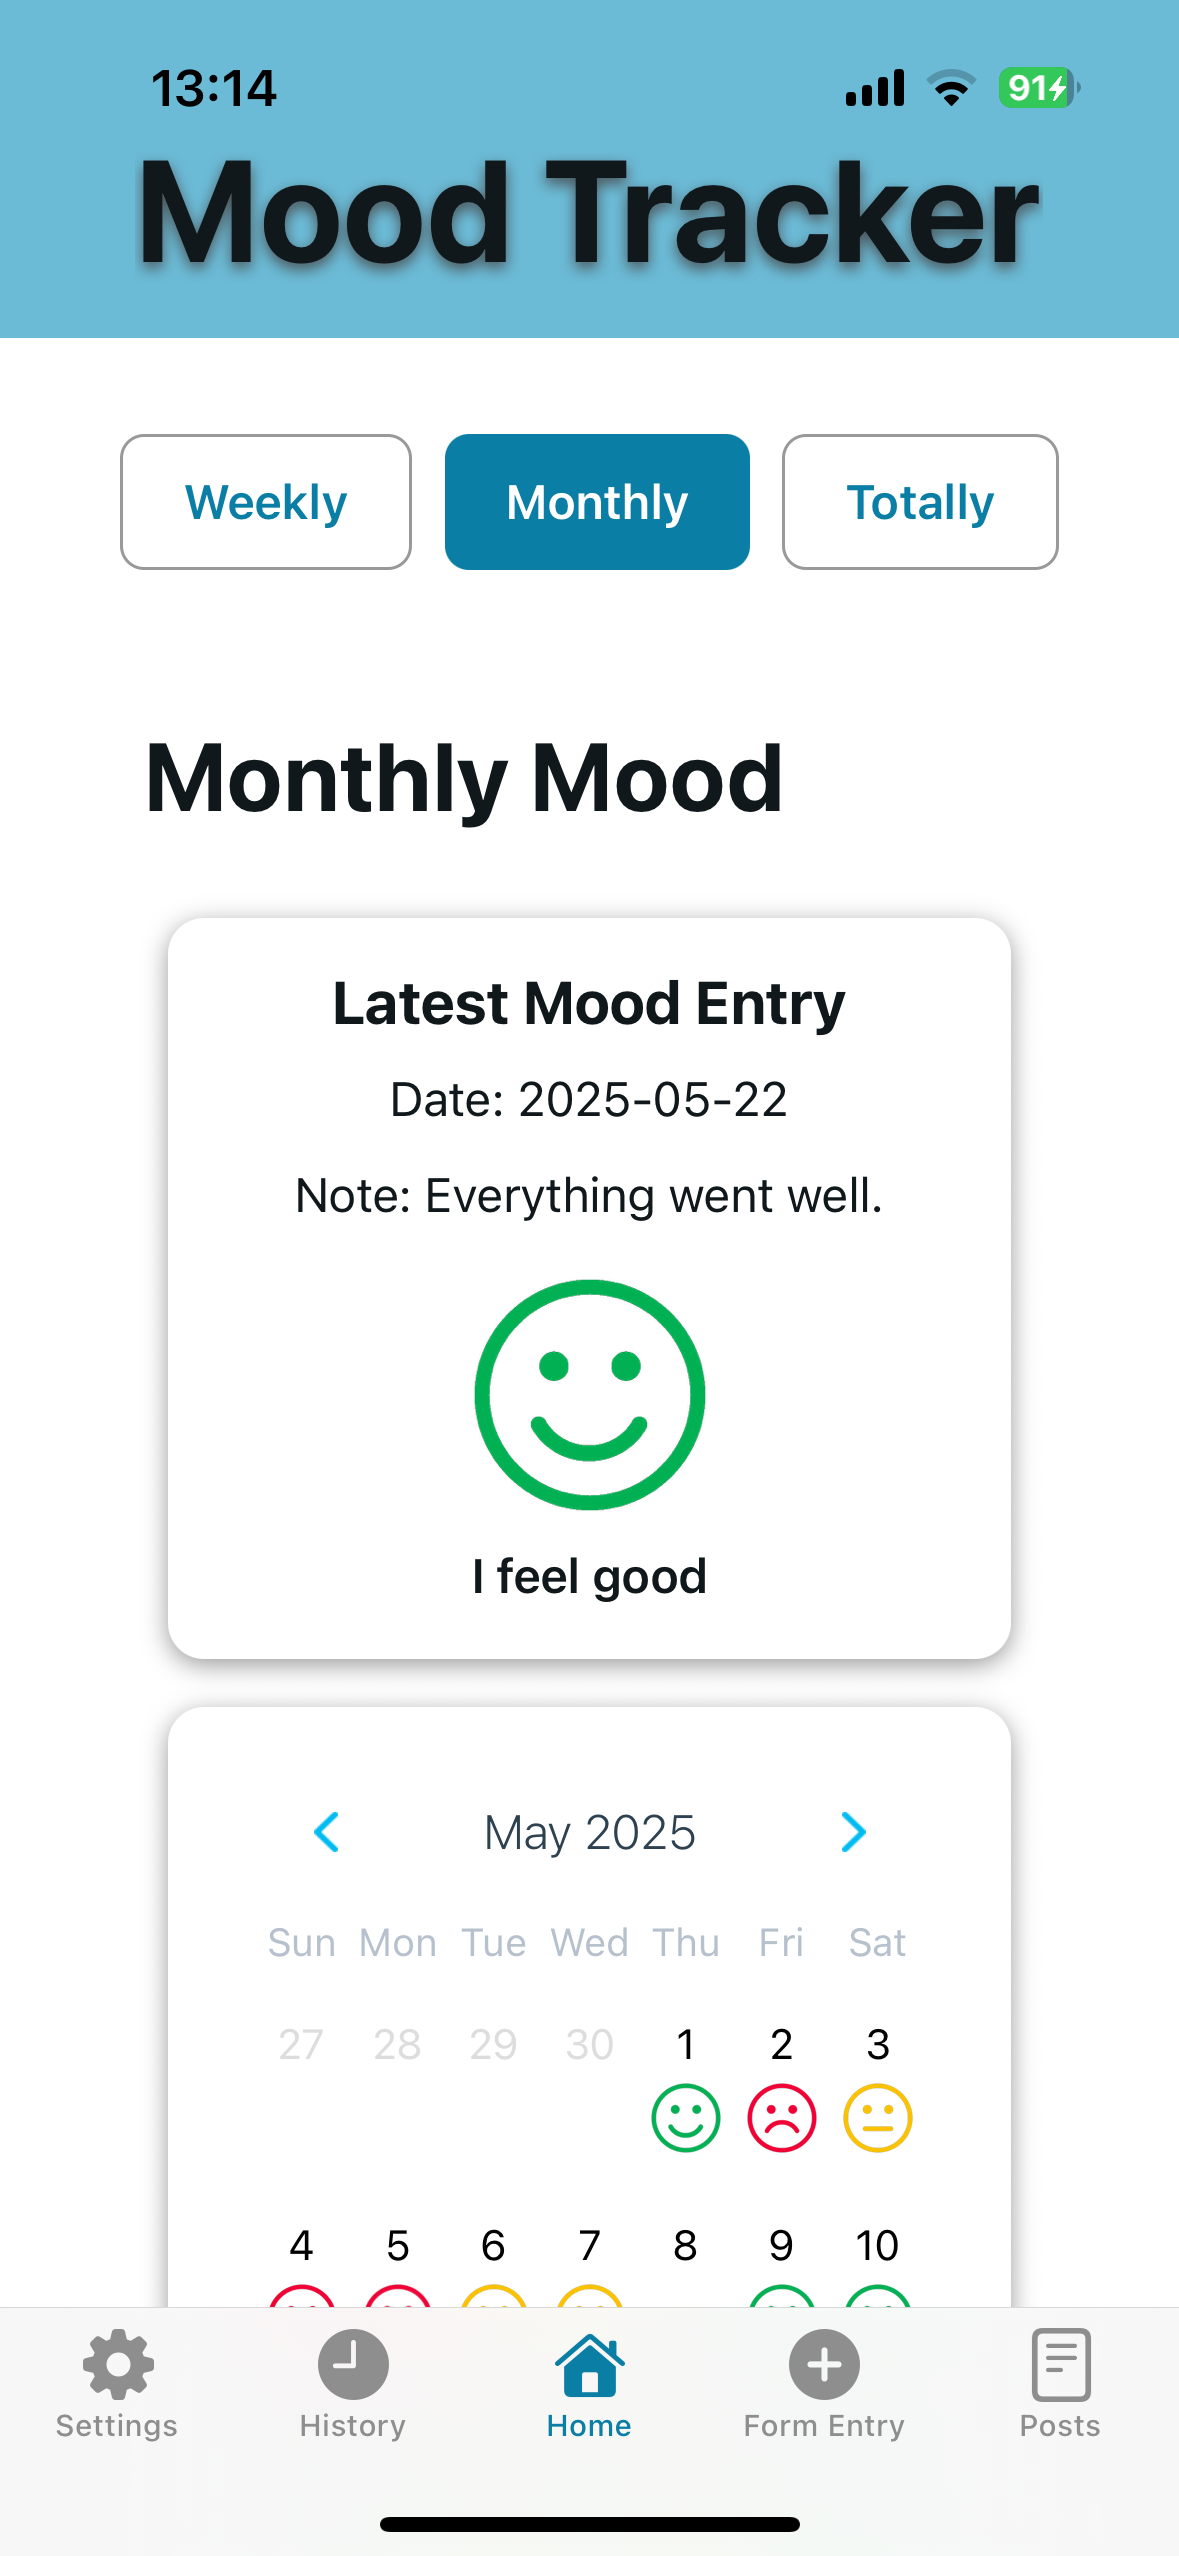 13:14 91
Mood Tracker
Weekly Monthly Totally
Monthly Mood
Latest Mood Entry
Date: 2025-05-22
Note: Everything went well.
I feel good
May 2025
Sun Mon Tue Wed Thu Fri Sat
27 28 29 30 1 2 3
4 5 6 7 8 9 10
Settings History Home Form Entry Posts